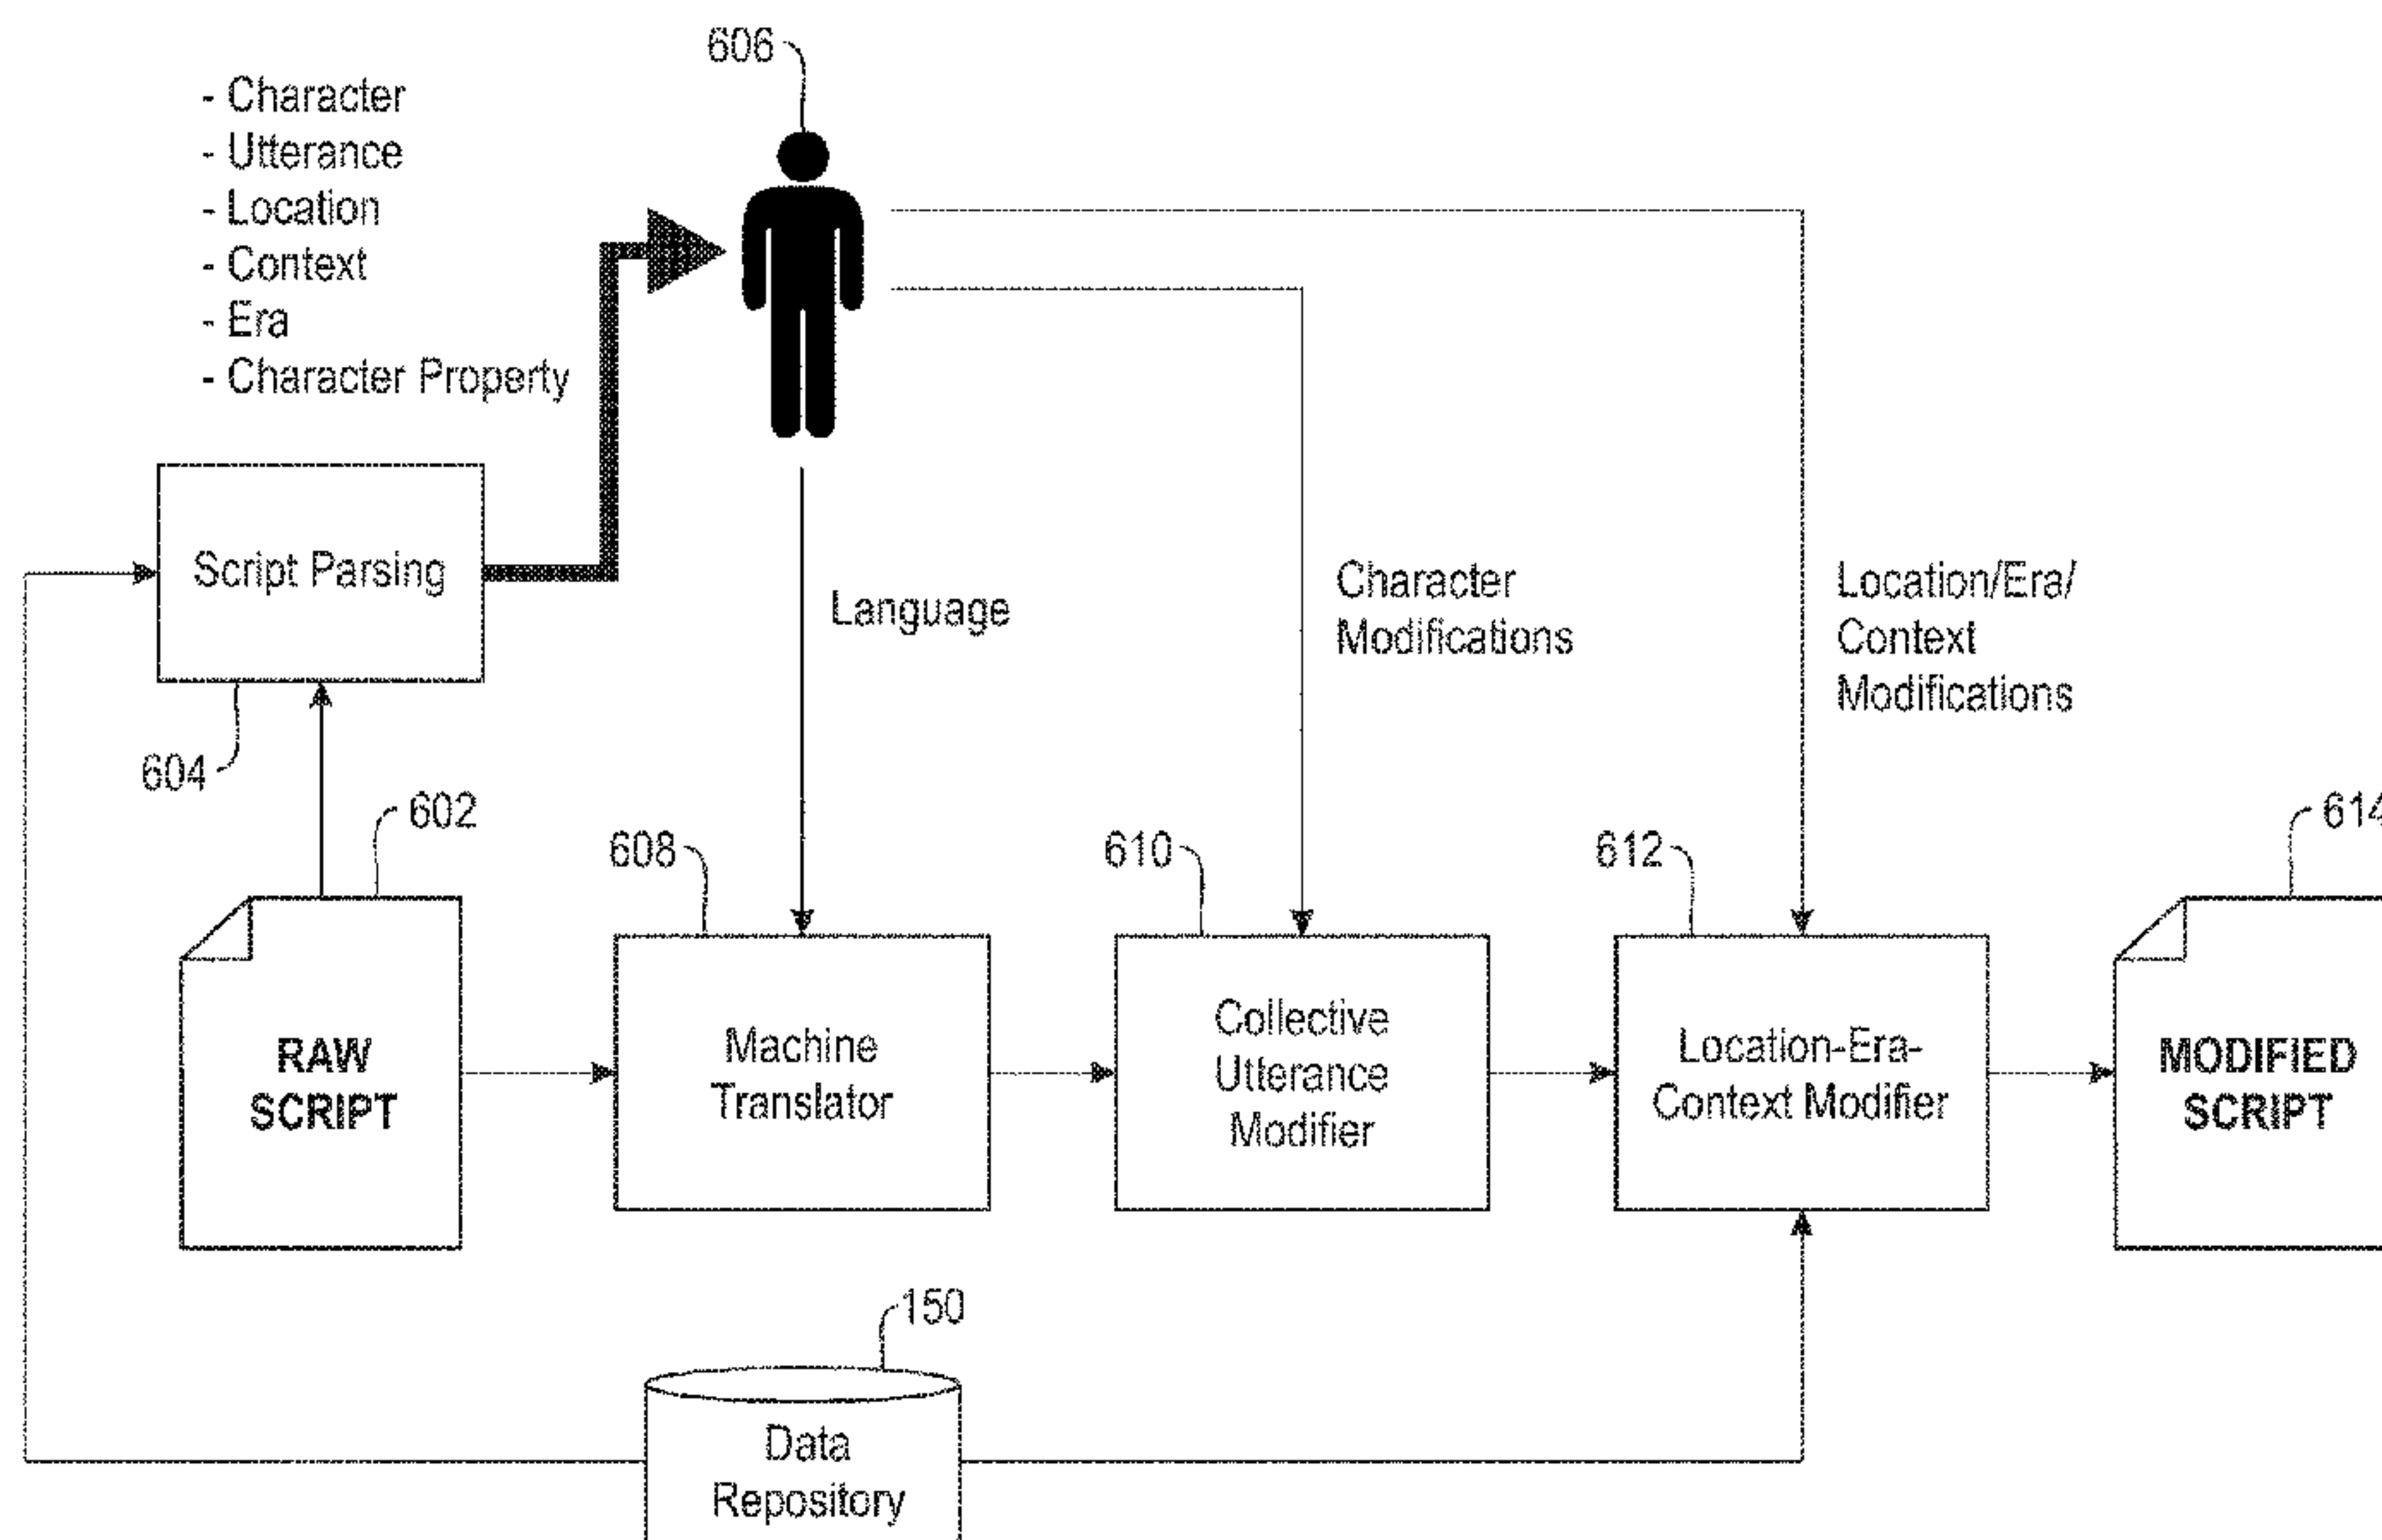 606
- Character
- Utterance
- Location
- Context
- Era
- Character Property
Script Parsing
Language
Character
Modifications
Location/Era/
Context
Modifications
604
602
608
610
612
614
RAW
SCRIPT
Machine
Translator
Collective
Utterance
Modifier
Location-Era-
Context Modifier
MODIFIED
SCRIPT
150
Data
Repository